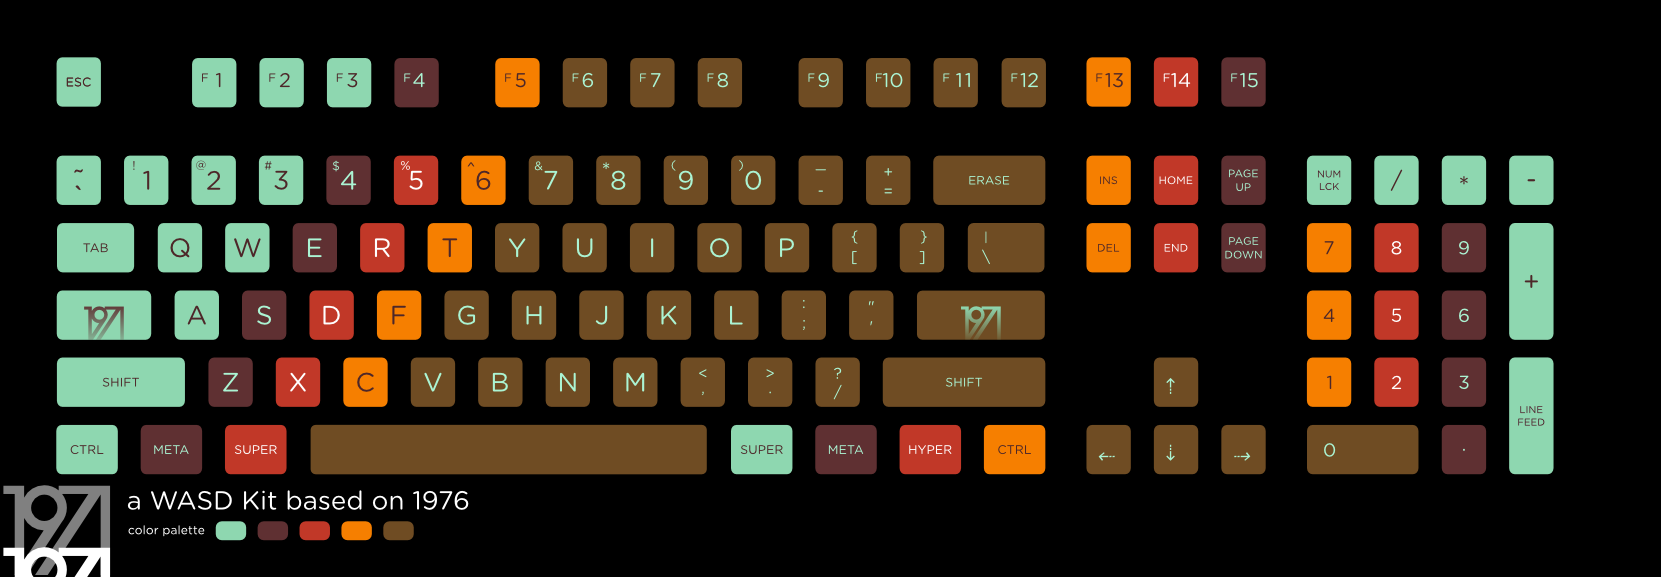 ESC F1 F2 F3 F4 F5 F6 F7 F8 F9 F10 F11 F12 F13 F14 F15
~ ` ! 1 @ 2 # 3 $ 4 % 5 ^ 6 & 7 * 8 ( 9 ) 0 — - + = ERASE INS HOME PAGE UP NUM LCK / * -
TAB Q W E R T Y U I O P { [ } ] | \ DEL END PAGE DOWN 7 8 9 +
1971 A S D F G H J K L : ; " ' 1971 4 5 6
SHIFT Z X C V B N M < , > . ? / SHIFT ↑ 1 2 3 LINE FEED
CTRL META SUPER SUPER META HYPER CTRL ← ↓ → 0 .
1971 a WASD Kit based on 1976
color palette
1971